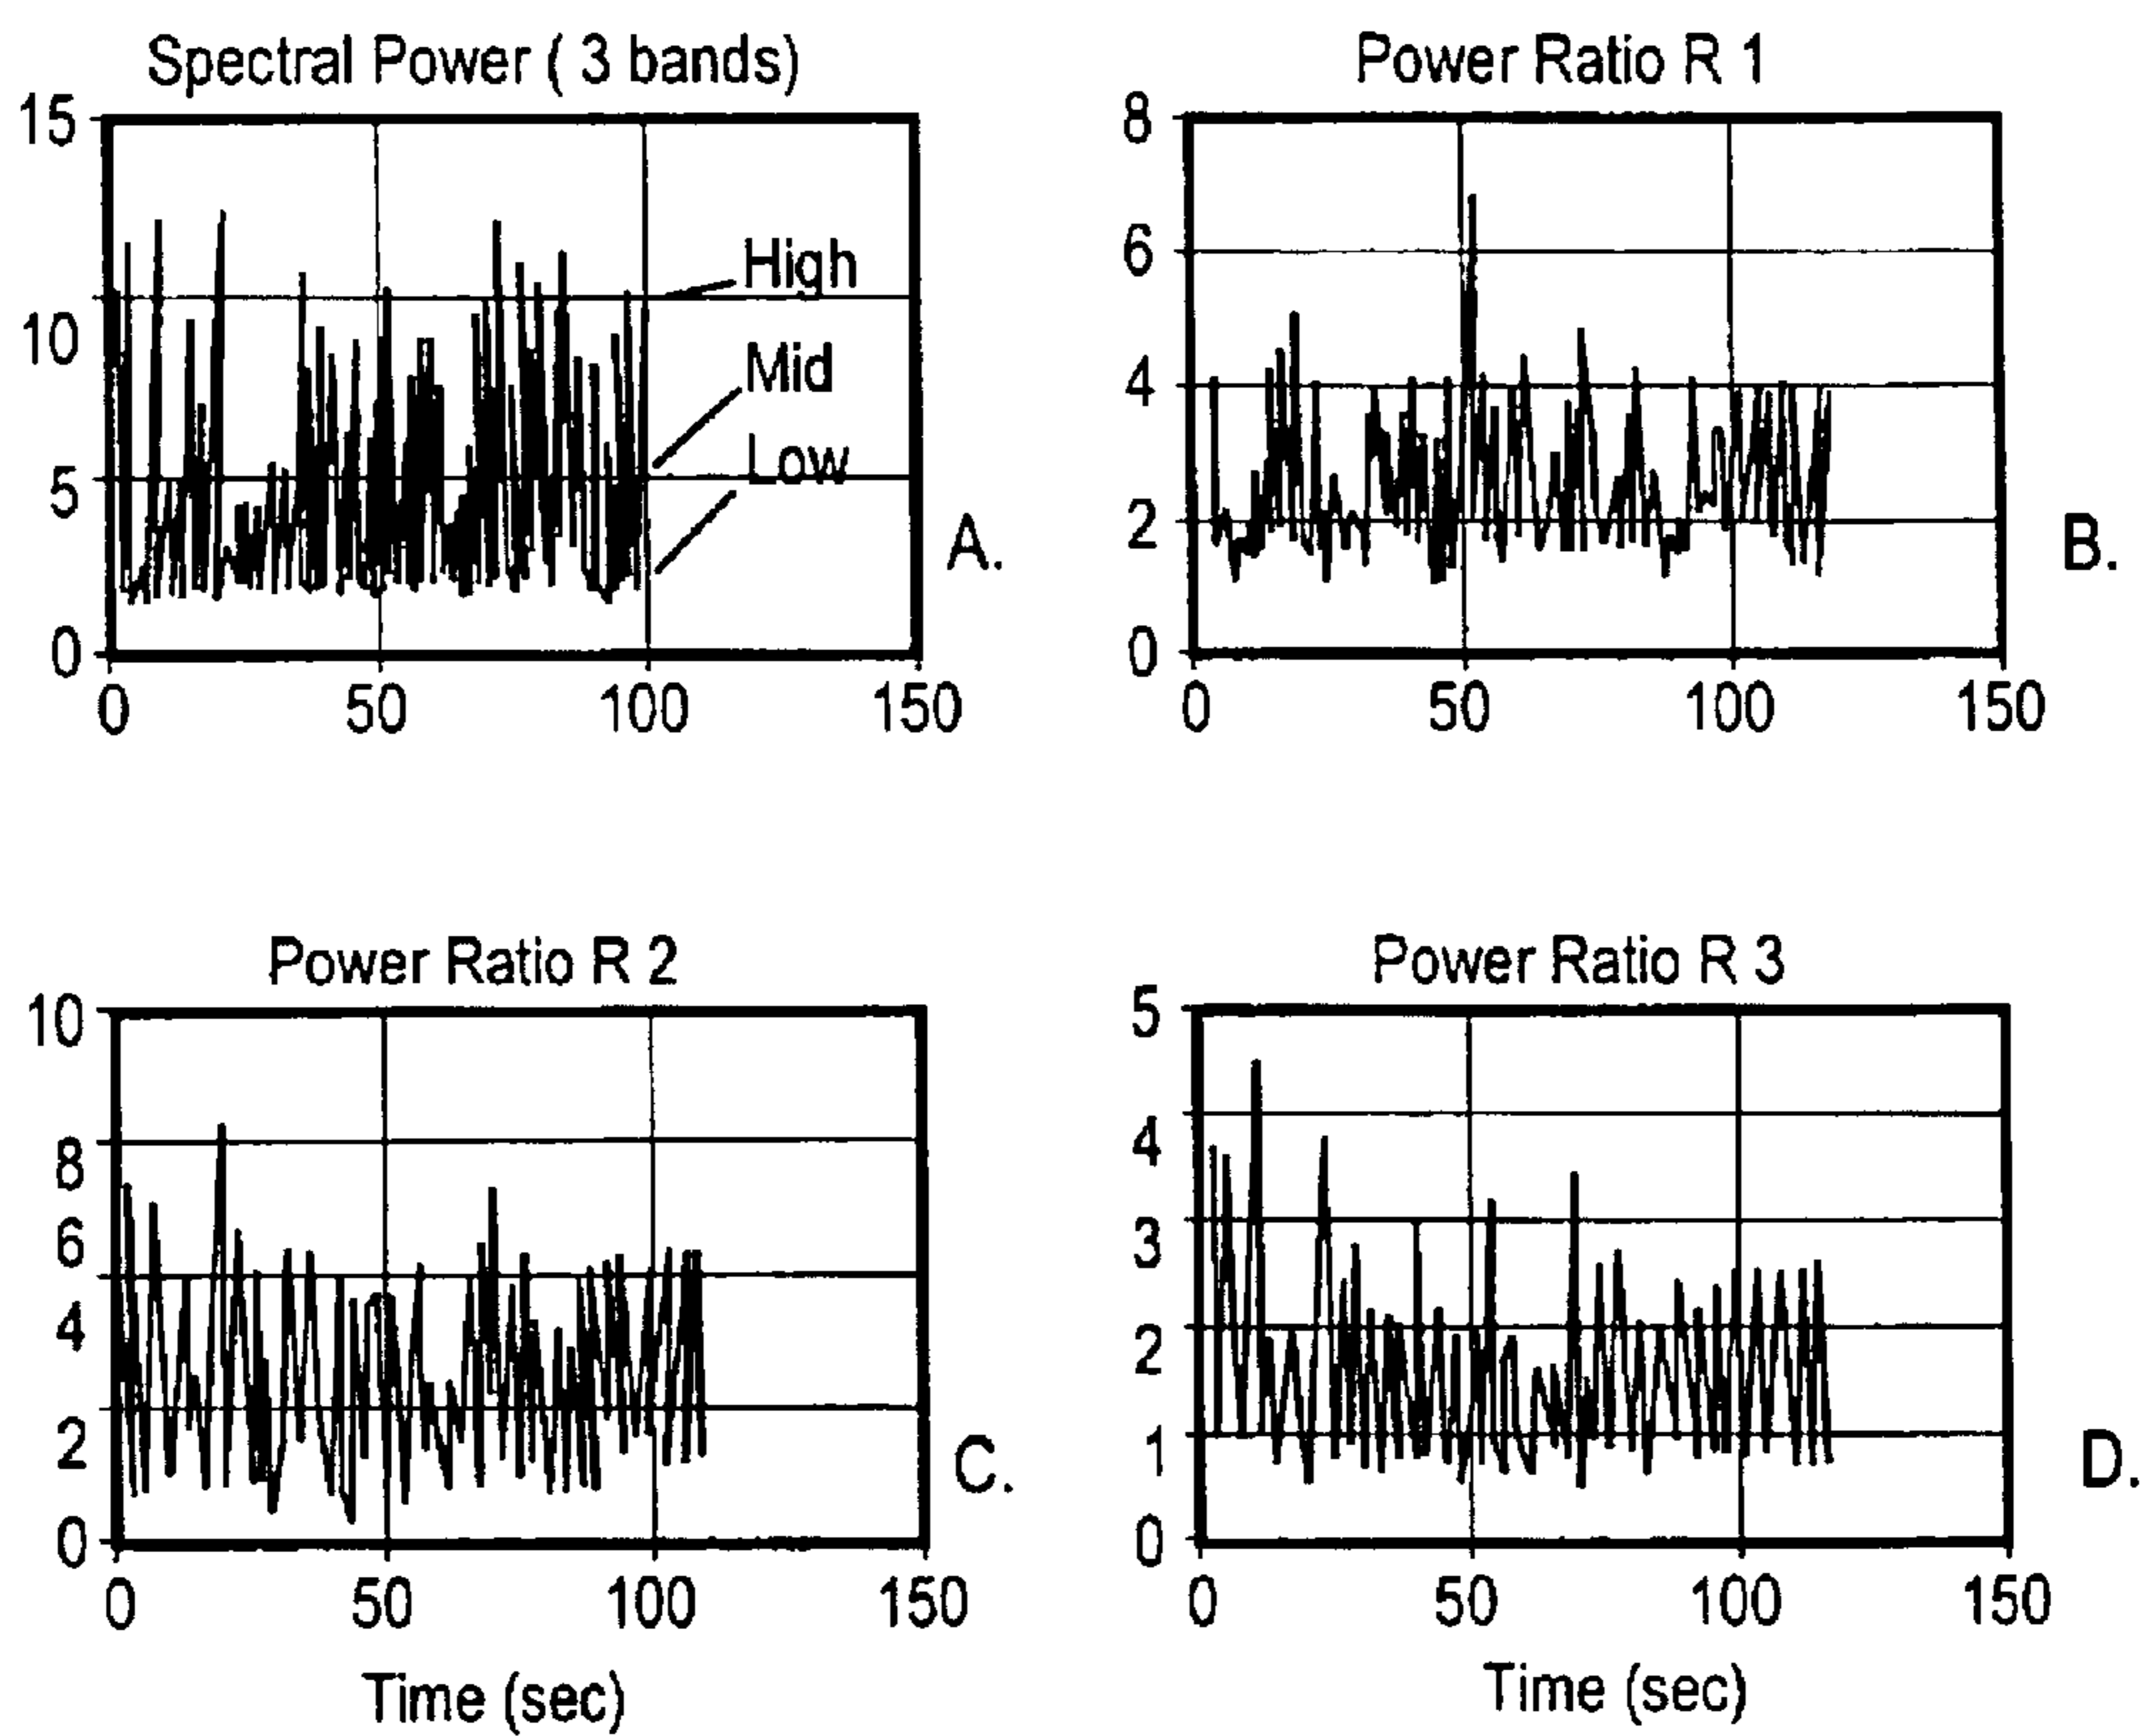 Spectral Power ( 3 bands)
15
10
5
0
High
Mid
Low
0 50 100 150
A.
Power Ratio R 1
8
6
4
2
0
0 50 100 150
B.
Power Ratio R 2
10
8
6
4
2
0
0 50 100 150
Time (sec)
C.
Power Ratio R 3
5
4
3
2
1
0
0 50 100 150
Time (sec)
D.